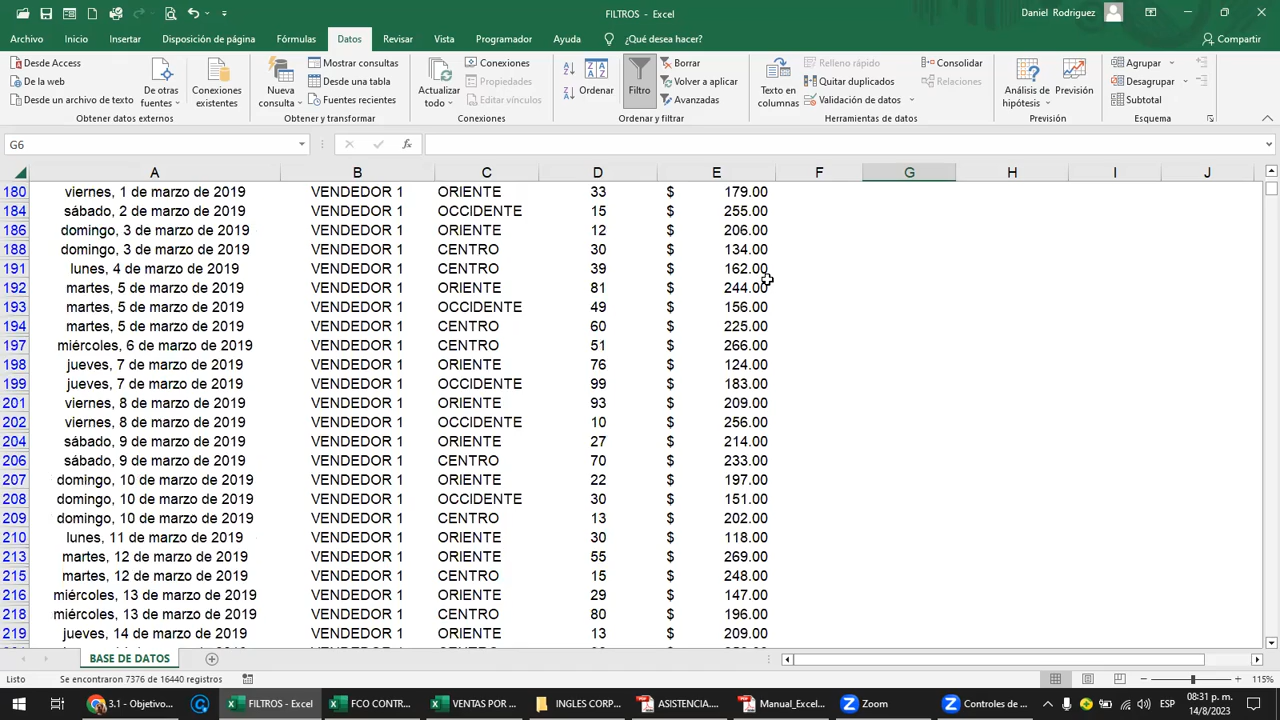 FILTROS - Excel
Daniel Rodriguez
Archivo Inicio Insertar Disposición de página Fórmulas Datos Revisar Vista Programador Ayuda ¿Qué desea hacer? Compartir
Desde Access
De la web
Desde un archivo de texto
De otras fuentes
Conexiones existentes
Obtener datos externos
Nueva consulta
Mostrar consultas
Desde una tabla
Fuentes recientes
Obtener y transformar
Actualizar todo
Conexiones
Propiedades
Editar vínculos
Conexiones
Ordenar
Filtro
Borrar
Volver a aplicar
Avanzadas
Ordenar y filtrar
Texto en columnas
Relleno rápido
Quitar duplicados
Validación de datos
Consolidar
Relaciones
Herramientas de datos
Análisis de hipótesis
Previsión
Previsión
Agrupar
Desagrupar
Subtotal
Esquema
G6
fx
A B C D E F G H I J
180 viernes, 1 de marzo de 2019 VENDEDOR 1 ORIENTE 33 $ 179.00
184 sábado, 2 de marzo de 2019 VENDEDOR 1 OCCIDENTE 15 $ 255.00
186 domingo, 3 de marzo de 2019 VENDEDOR 1 ORIENTE 12 $ 206.00
188 domingo, 3 de marzo de 2019 VENDEDOR 1 CENTRO 30 $ 134.00
191 lunes, 4 de marzo de 2019 VENDEDOR 1 CENTRO 39 $ 162.00
192 martes, 5 de marzo de 2019 VENDEDOR 1 ORIENTE 81 $ 244.00
193 martes, 5 de marzo de 2019 VENDEDOR 1 OCCIDENTE 49 $ 156.00
194 martes, 5 de marzo de 2019 VENDEDOR 1 CENTRO 60 $ 225.00
197 miércoles, 6 de marzo de 2019 VENDEDOR 1 CENTRO 51 $ 266.00
198 jueves, 7 de marzo de 2019 VENDEDOR 1 ORIENTE 76 $ 124.00
199 jueves, 7 de marzo de 2019 VENDEDOR 1 OCCIDENTE 99 $ 183.00
201 viernes, 8 de marzo de 2019 VENDEDOR 1 ORIENTE 93 $ 209.00
202 viernes, 8 de marzo de 2019 VENDEDOR 1 OCCIDENTE 10 $ 256.00
204 sábado, 9 de marzo de 2019 VENDEDOR 1 ORIENTE 27 $ 214.00
206 sábado, 9 de marzo de 2019 VENDEDOR 1 CENTRO 70 $ 233.00
207 domingo, 10 de marzo de 2019 VENDEDOR 1 ORIENTE 22 $ 197.00
208 domingo, 10 de marzo de 2019 VENDEDOR 1 OCCIDENTE 30 $ 151.00
209 domingo, 10 de marzo de 2019 VENDEDOR 1 CENTRO 13 $ 202.00
210 lunes, 11 de marzo de 2019 VENDEDOR 1 ORIENTE 30 $ 118.00
213 martes, 12 de marzo de 2019 VENDEDOR 1 ORIENTE 55 $ 269.00
215 martes, 12 de marzo de 2019 VENDEDOR 1 CENTRO 15 $ 248.00
216 miércoles, 13 de marzo de 2019 VENDEDOR 1 ORIENTE 29 $ 147.00
218 miércoles, 13 de marzo de 2019 VENDEDOR 1 CENTRO 80 $ 196.00
219 jueves, 14 de marzo de 2019 VENDEDOR 1 ORIENTE 13 $ 209.00
BASE DE DATOS
Listo Se encontraron 7376 de 16440 registros 115%
3.1 - Objetivo... FILTROS - Excel FCO CONTR... VENTAS POR ... INGLES CORP... ASISTENCIA.... Manual_Excel... Zoom Controles de ... ESP 08:31 p. m.
14/8/2023